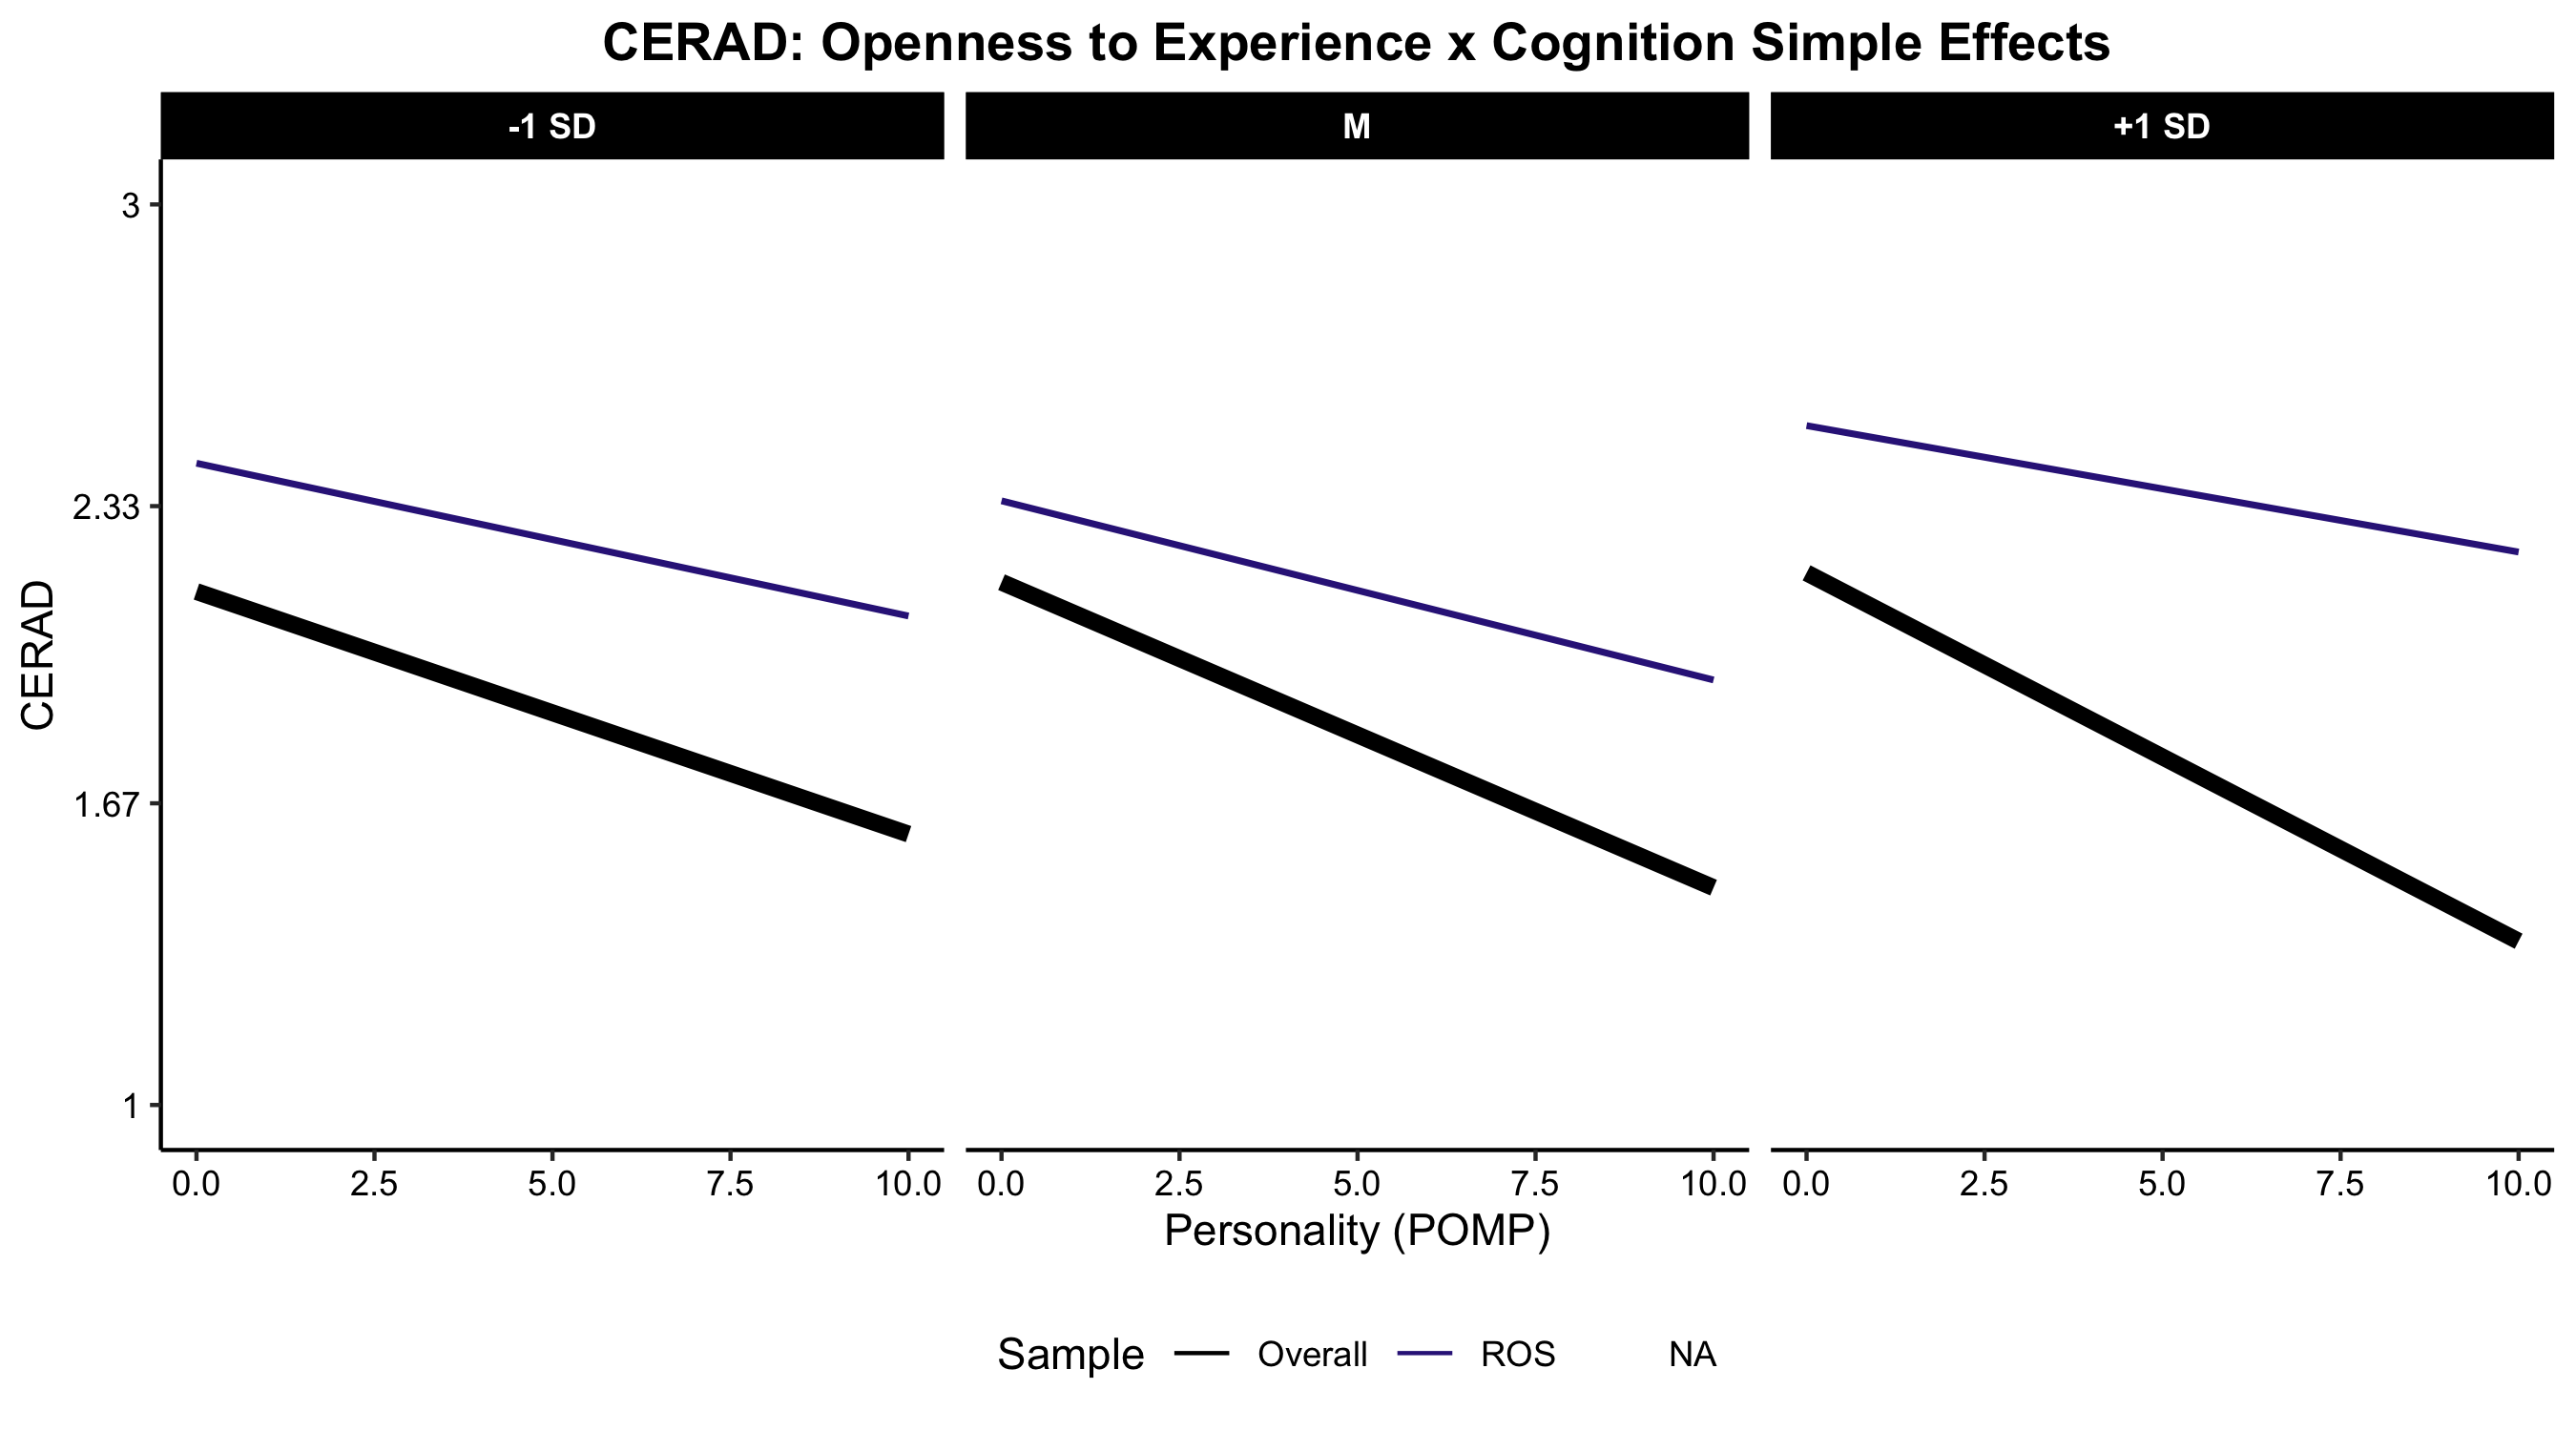 CERAD: Openness to Experience x Cognition Simple Effects
-1 SD M +1 SD
3
2.33
1.67
1
CERAD
0.0 2.5 5.0 7.5 10.0 0.0 2.5 5.0 7.5 10.0 0.0 2.5 5.0 7.5 10.0
Personality (POMP)
Sample Overall ROS NA